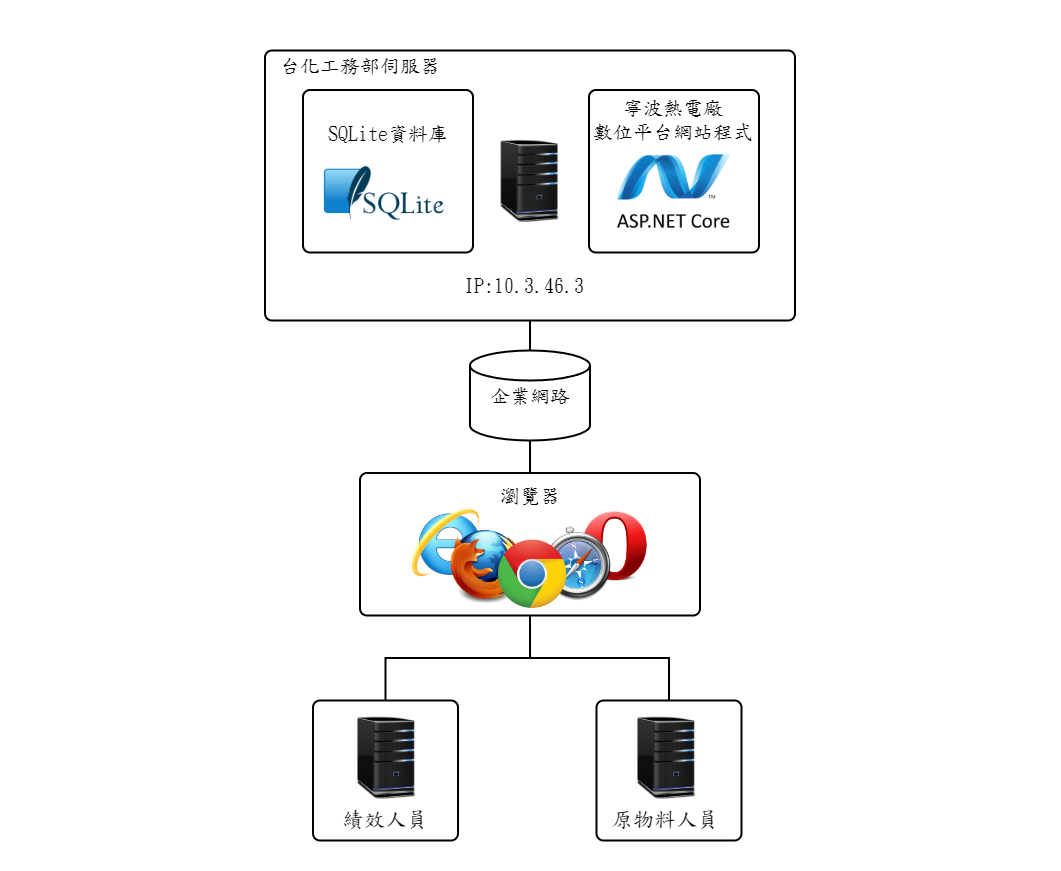 台化工務部伺服器
SQLite資料庫
SQLite
寧波熱電廠
數位平台網站程式
TM
ASP.NET Core
IP:10.3.46.3
企業網路
瀏覽器
績效人員
原物料人員